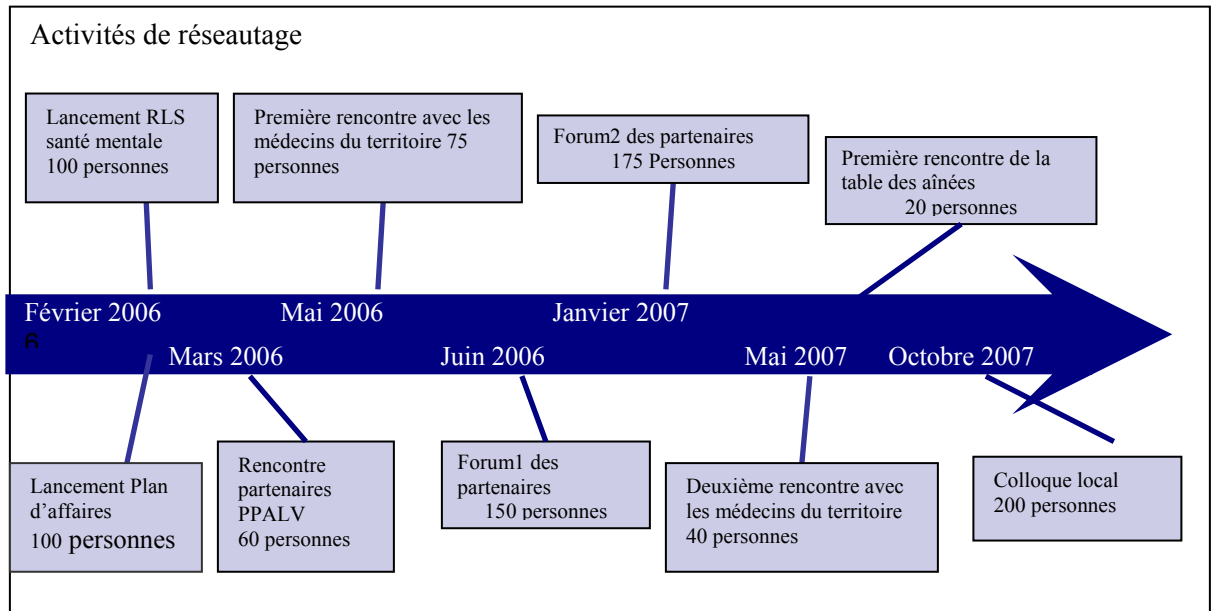 Activités de réseautage
Lancement RLS
santé mentale
100 personnes
Première rencontre avec les
médecins du territoire 75
personnes
Forum2 des partenaires
175 Personnes
Première rencontre de la
table des aînées
20 personnes
Février 2006
Mai 2006
Janvier 2007
6
Mars 2006
Juin 2006
Mai 2007
Octobre 2007
Lancement Plan
d’affaires
100 personnes
Rencontre
partenaires
PPALV
60 personnes
Forum1 des
partenaires
150 personnes
Deuxième rencontre avec
les médecins du territoire
40 personnes
Colloque local
200 personnes